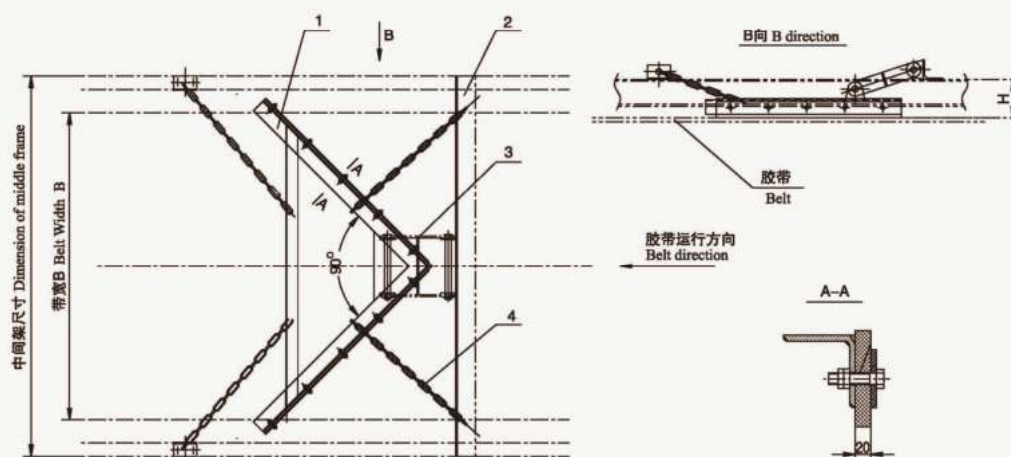 1
B
2
B向 B direction
中间架尺寸 Dimension of middle frame
带宽B Belt Width B
A
A
3
H
胶带
Belt
90°
胶带运行方向
Belt direction
A-A
4
20